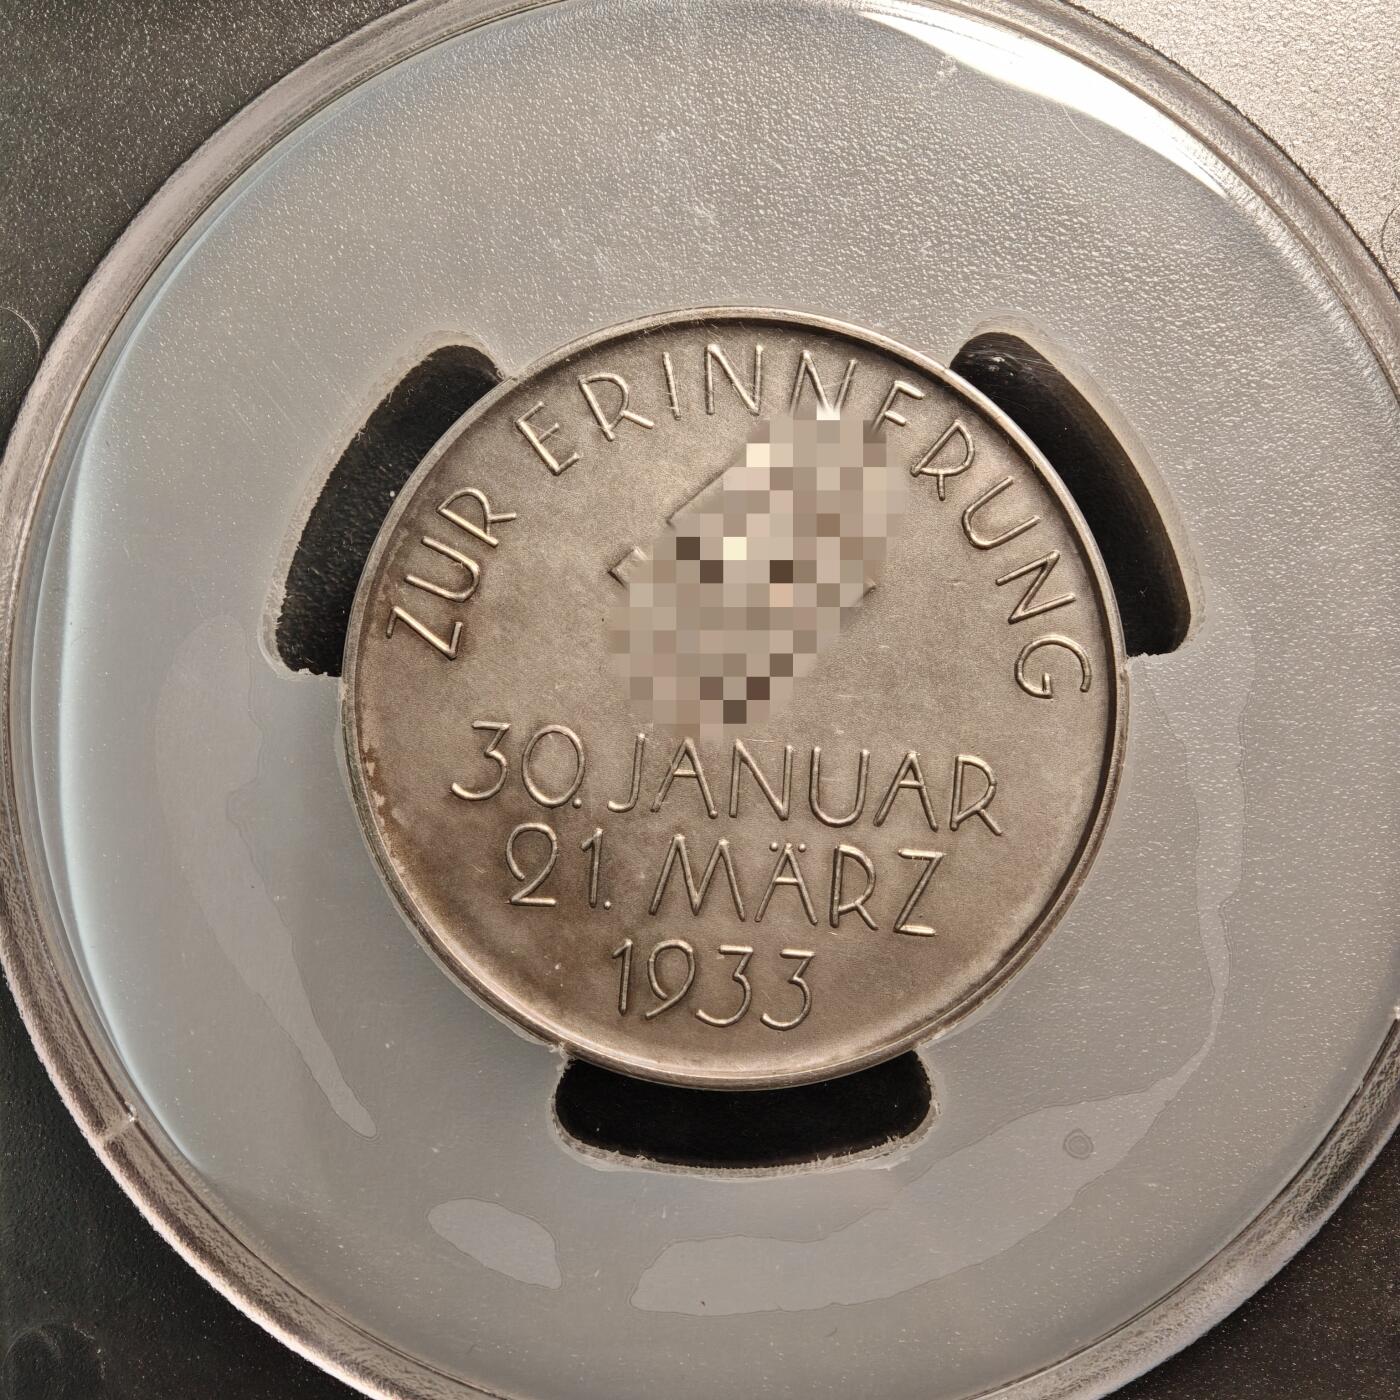 ZUR ERINNERUNG
30. JANUAR
21. MÄRZ
1933